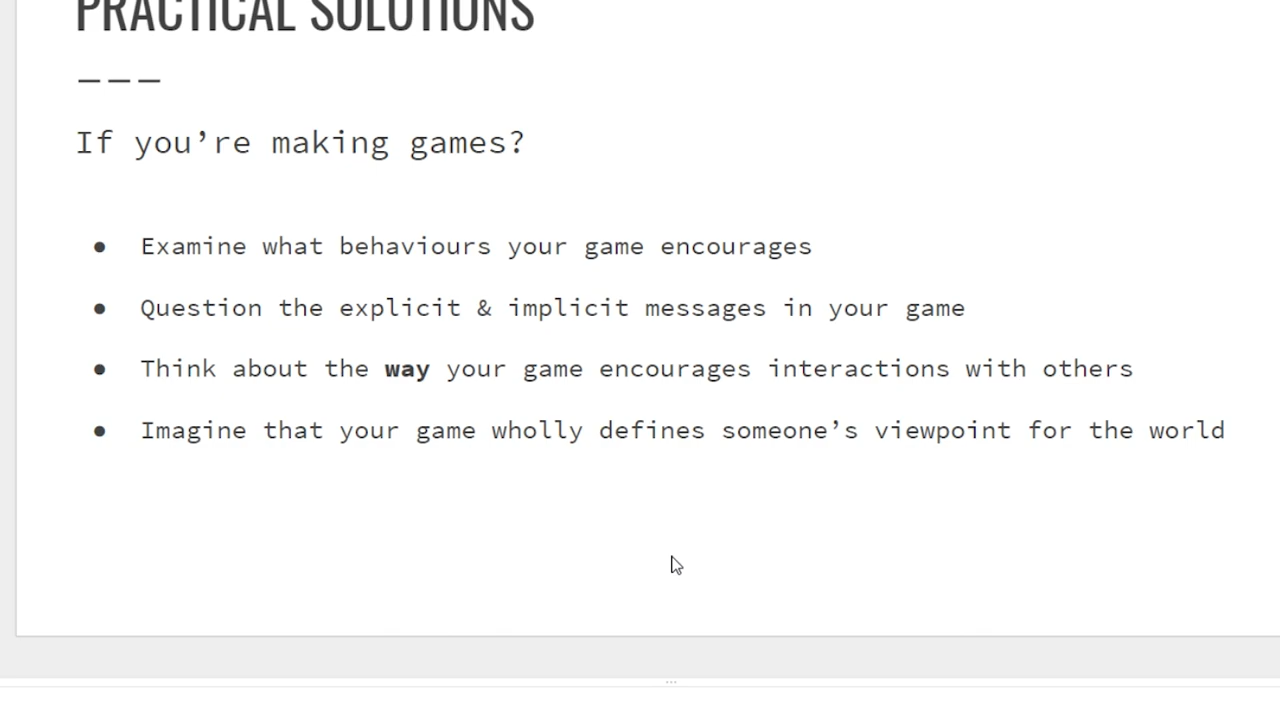 PRACTICAL SOLUTIONS
———
If you’re making games?
● Examine what behaviours your game encourages
● Question the explicit & implicit messages in your game
● Think about the way your game encourages interactions with others
● Imagine that your game wholly defines someone’s viewpoint for the world